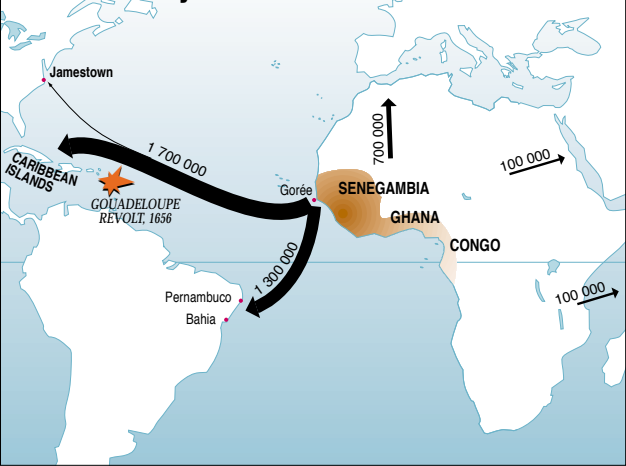 Jamestown
1 700 000
CARIBBEAN
ISLANDS
GOUADELOUPE
REVOLT, 1656
Gorée
SENEGAMBIA
GHANA
CONGO
700 000
100 000
1 300 000
Pernambuco
Bahia
100 000